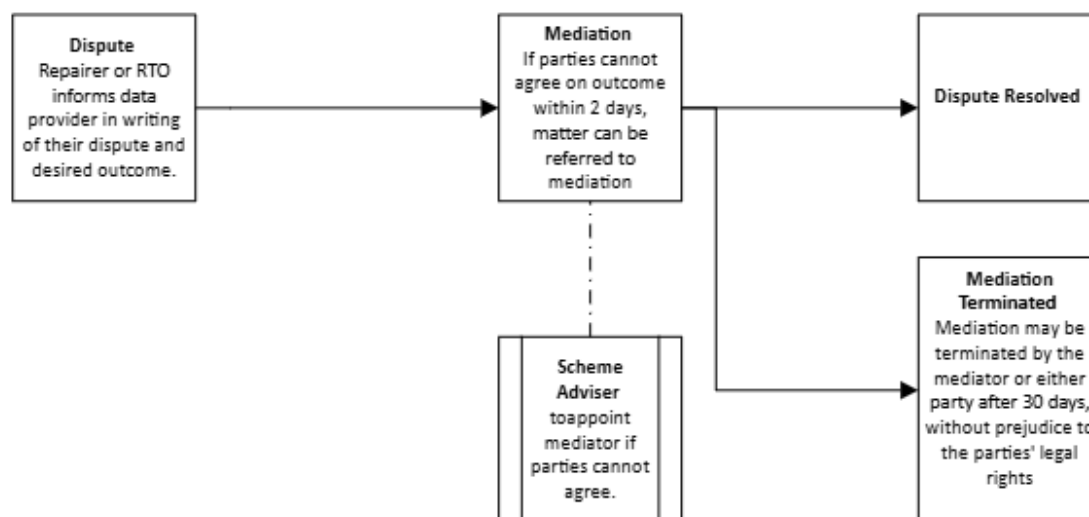 Dispute
Repairer or RTO
informs data
provider in writing
of their dispute and
desired outcome.
Mediation
If parties cannot
agree on outcome
within 2 days,
matter can be
referred to
mediation
Dispute Resolved
Scheme
Adviser
toappoint
mediator if
parties cannot
agree.
Mediation
Terminated
Mediation may be
terminated by the
mediator or either
party after 30 days,
without prejudice to
the parties' legal
rights